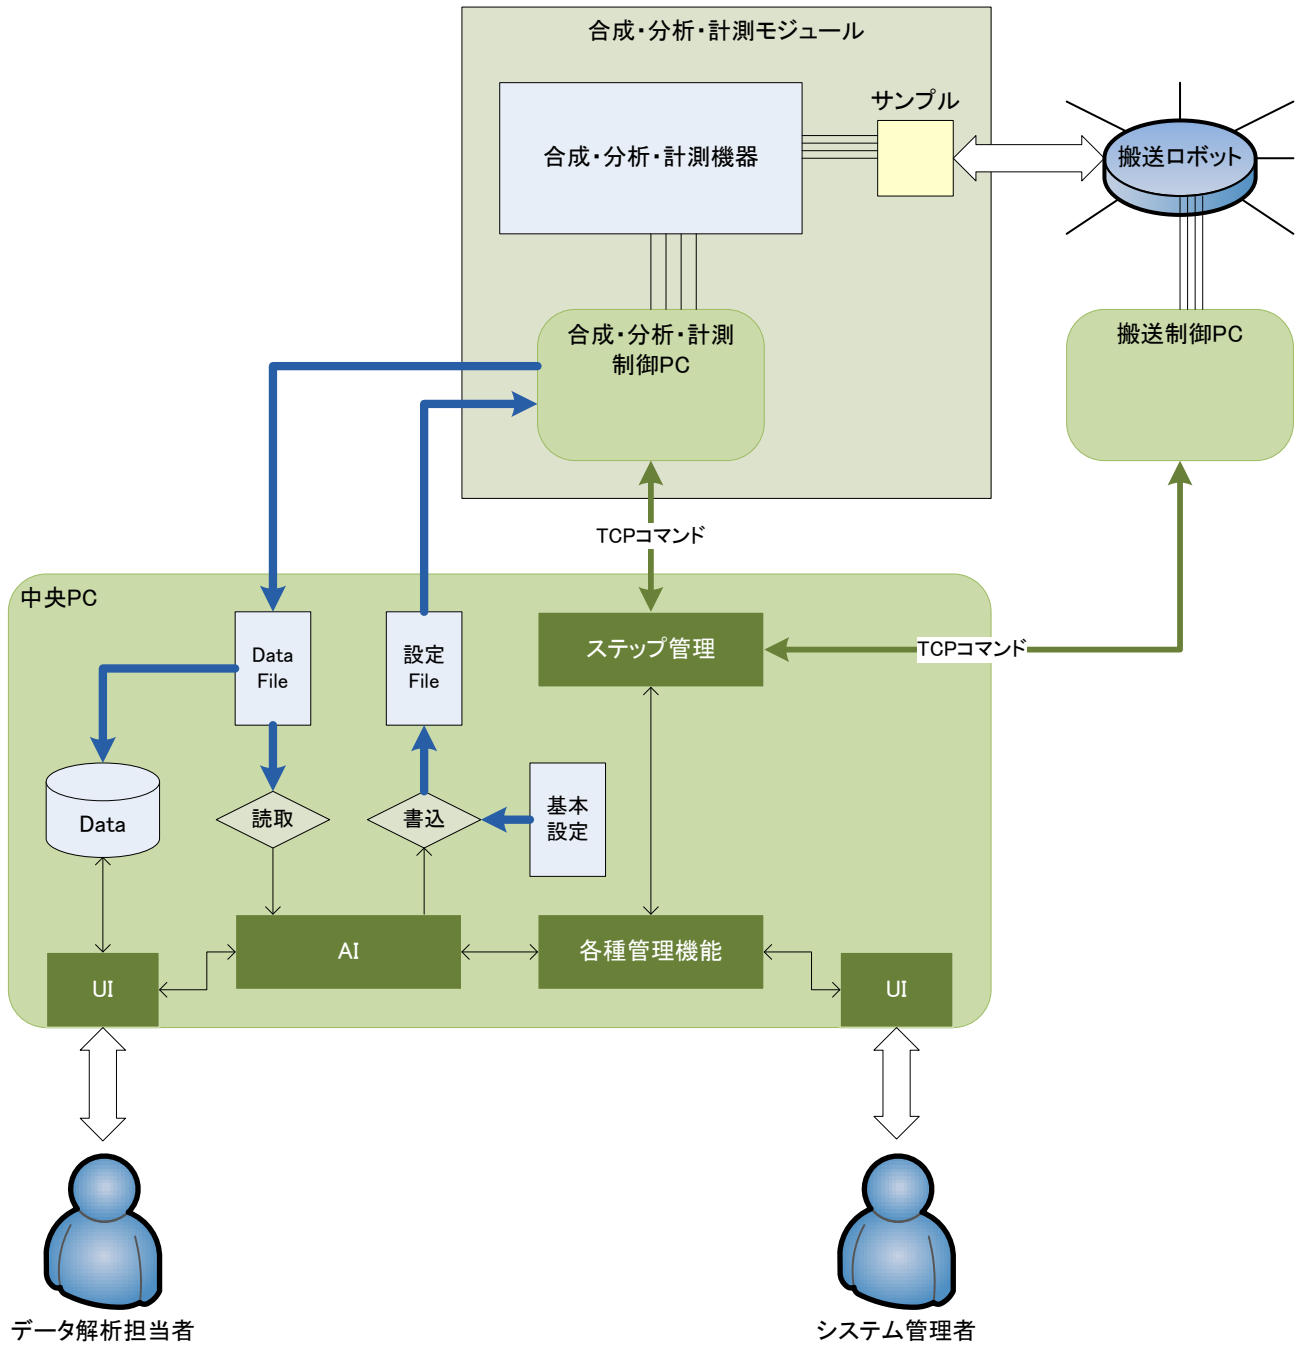 合成・分析・計測モジュール
サンプル
合成・分析・計測機器
搬送ロボット
合成・分析・計測
制御PC
搬送制御PC
TCPコマンド
中央PC
Data
File
設定
File
ステップ管理
TCPコマンド
Data
読取
書込
基本
設定
AI
各種管理機能
UI
UI
データ解析担当者
システム管理者